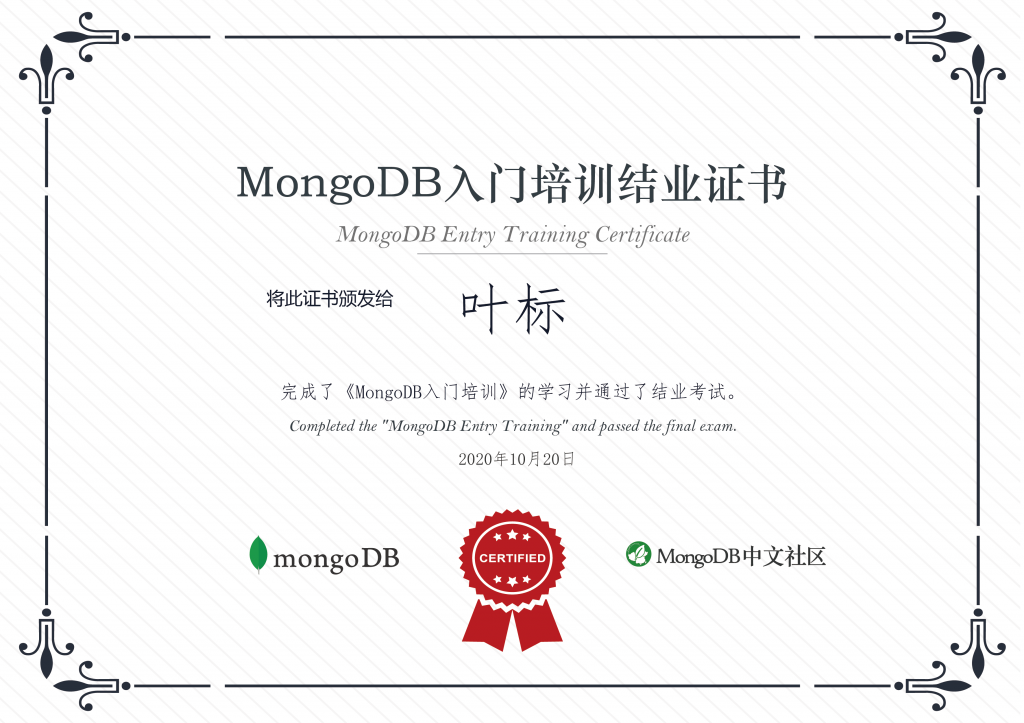 MongoDB入门培训结业证书
MongoDB Entry Training Certificate
将此证书颁发给 叶标
完成了《MongoDB入门培训》的学习并通过了结业考试。
Completed the "MongoDB Entry Training" and passed the final exam.
2020年10月20日
mongoDB
CERTIFIED
MongoDB中文社区